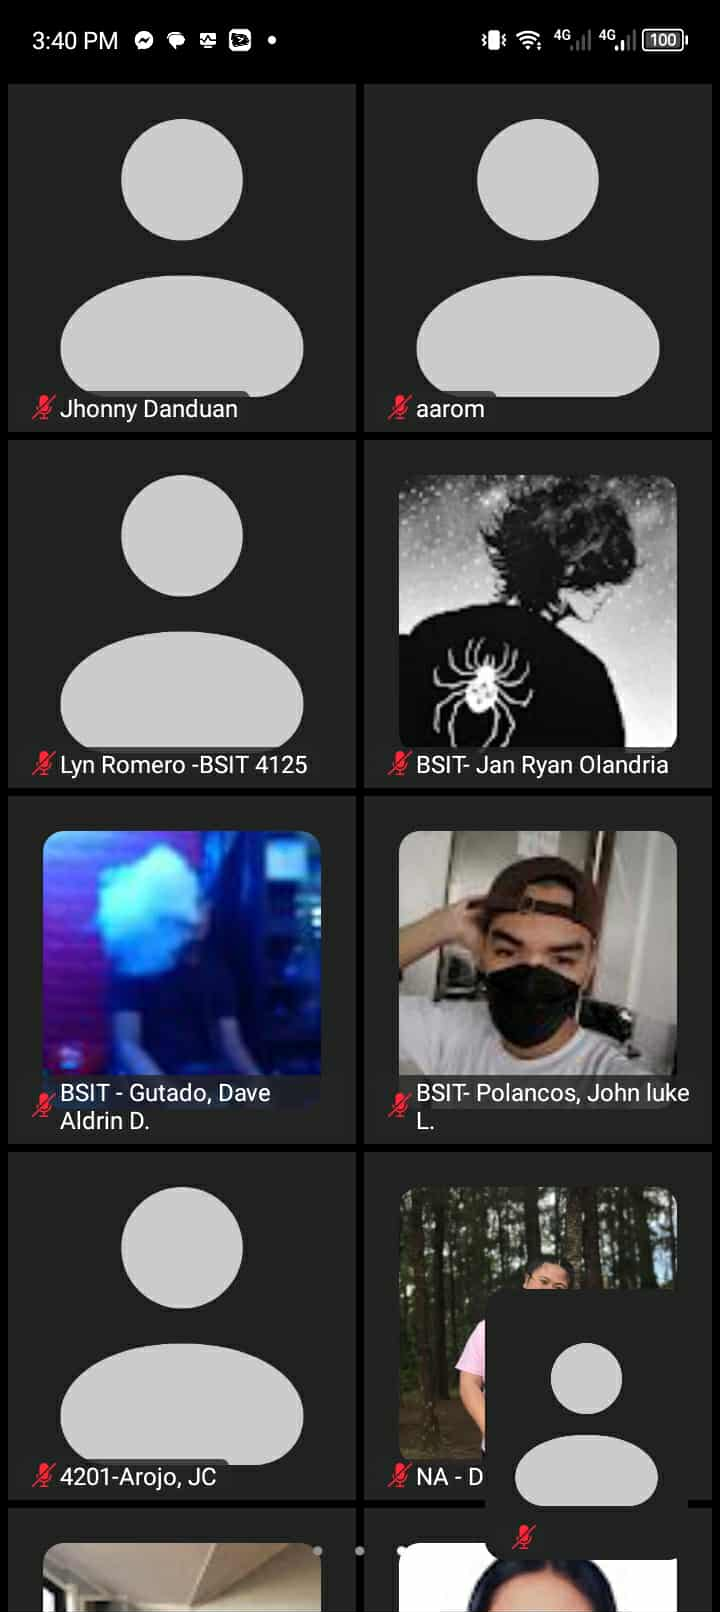 3:40 PM
4G
4G
100
Jhonny Danduan
aarom
Lyn Romero -BSIT 4125
BSIT- Jan Ryan Olandria
BSIT - Gutado, Dave
Aldrin D.
BSIT- Polancos, John luke
L.
4201-Arojo, JC
NA - D